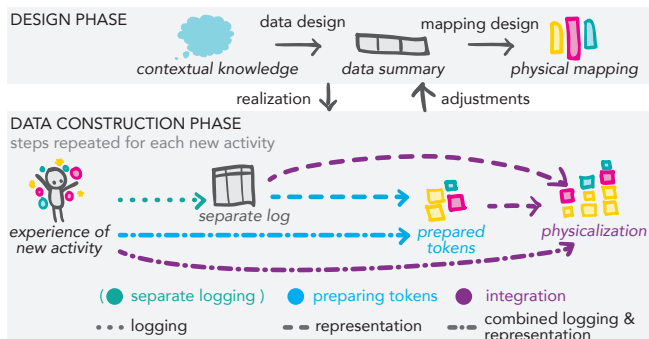 DESIGN PHASE
data design
mapping design
contextual knowledge
data summary
physical mapping
realization
adjustments
DATA CONSTRUCTION PHASE
steps repeated for each new activity
experience of
new activity
separate log
prepared
tokens
physicalization
( separate logging )
preparing tokens
integration
logging
representation
combined logging &
representation